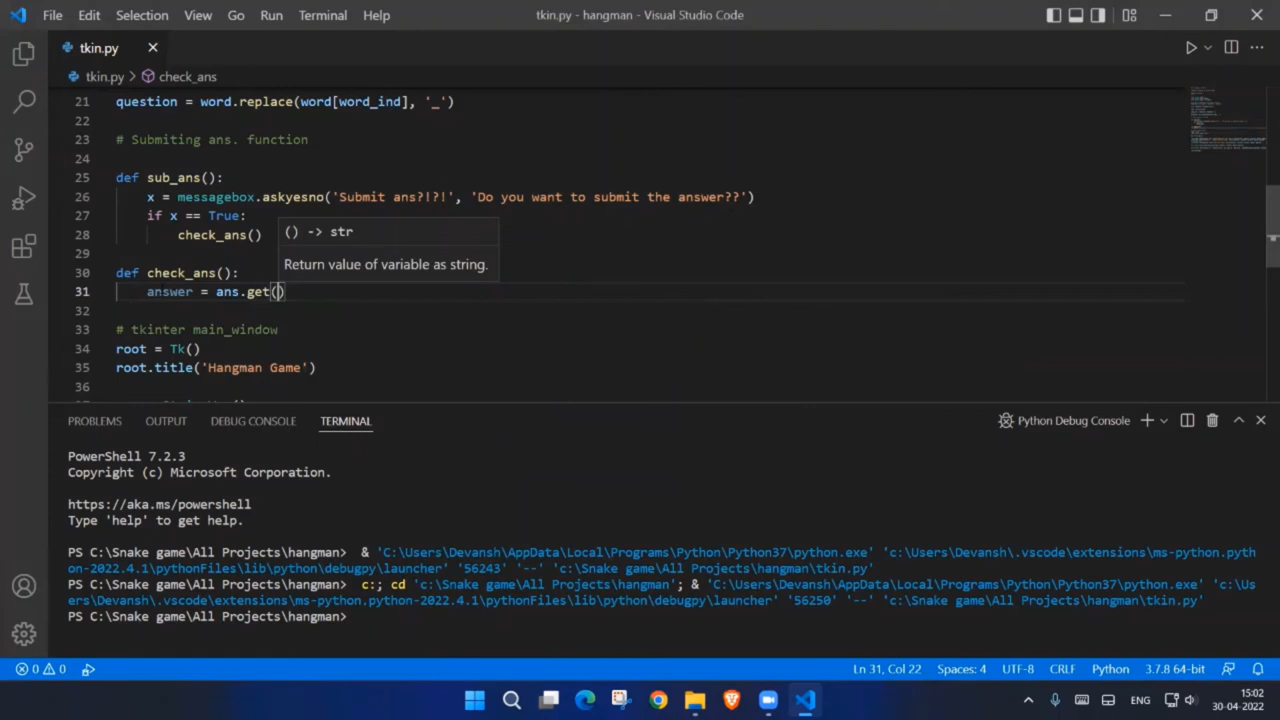 File Edit Selection View Go Run Terminal Help tkin.py - hangman - Visual Studio Code
tkin.py
tkin.py > check_ans
21 question = word.replace(word[word_ind], '_')
22
23 # Submiting ans. function
24
25 def sub_ans():
26 x = messagebox.askyesno('Submit ans?!?!', 'Do you want to submit the answer??')
27 if x == True:
28 check_ans()
() -> str
29
Return value of variable as string.
30 def check_ans():
31 answer = ans.get()
32
33 # tkinter main_window
34 root = Tk()
35 root.title('Hangman Game')
36
PROBLEMS OUTPUT DEBUG CONSOLE TERMINAL Python Debug Console
PowerShell 7.2.3
Copyright (c) Microsoft Corporation.
https://aka.ms/powershell
Type 'help' to get help.
PS C:\Snake game\All Projects\hangman> & 'C:\Users\Devansh\AppData\Local\Programs\Python\Python37\python.exe' 'c:\Users\Devansh\.vscode\extensions\ms-python.pyth
on-2022.4.1\pythonFiles\lib\python\debugpy\launcher' '56243' '--' 'c:\Snake game\All Projects\hangman\tkin.py'
PS C:\Snake game\All Projects\hangman> c:; cd 'c:\Snake game\All Projects\hangman'; & 'C:\Users\Devansh\AppData\Local\Programs\Python\Python37\python.exe' 'c:\Us
ers\Devansh\.vscode\extensions\ms-python.python-2022.4.1\pythonFiles\lib\python\debugpy\launcher' '56250' '--' 'c:\Snake game\All Projects\hangman\tkin.py'
PS C:\Snake game\All Projects\hangman>
0 0 Ln 31, Col 22 Spaces: 4 UTF-8 CRLF Python 3.7.8 64-bit
ENG 15:02
30-04-2022